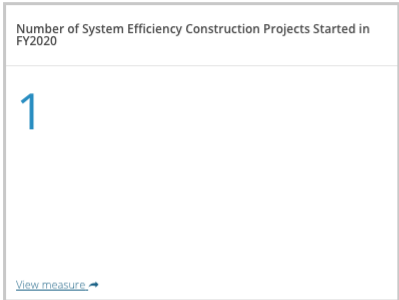 Number of System Efficiency Construction Projects Started in
FY2020
1
View measure